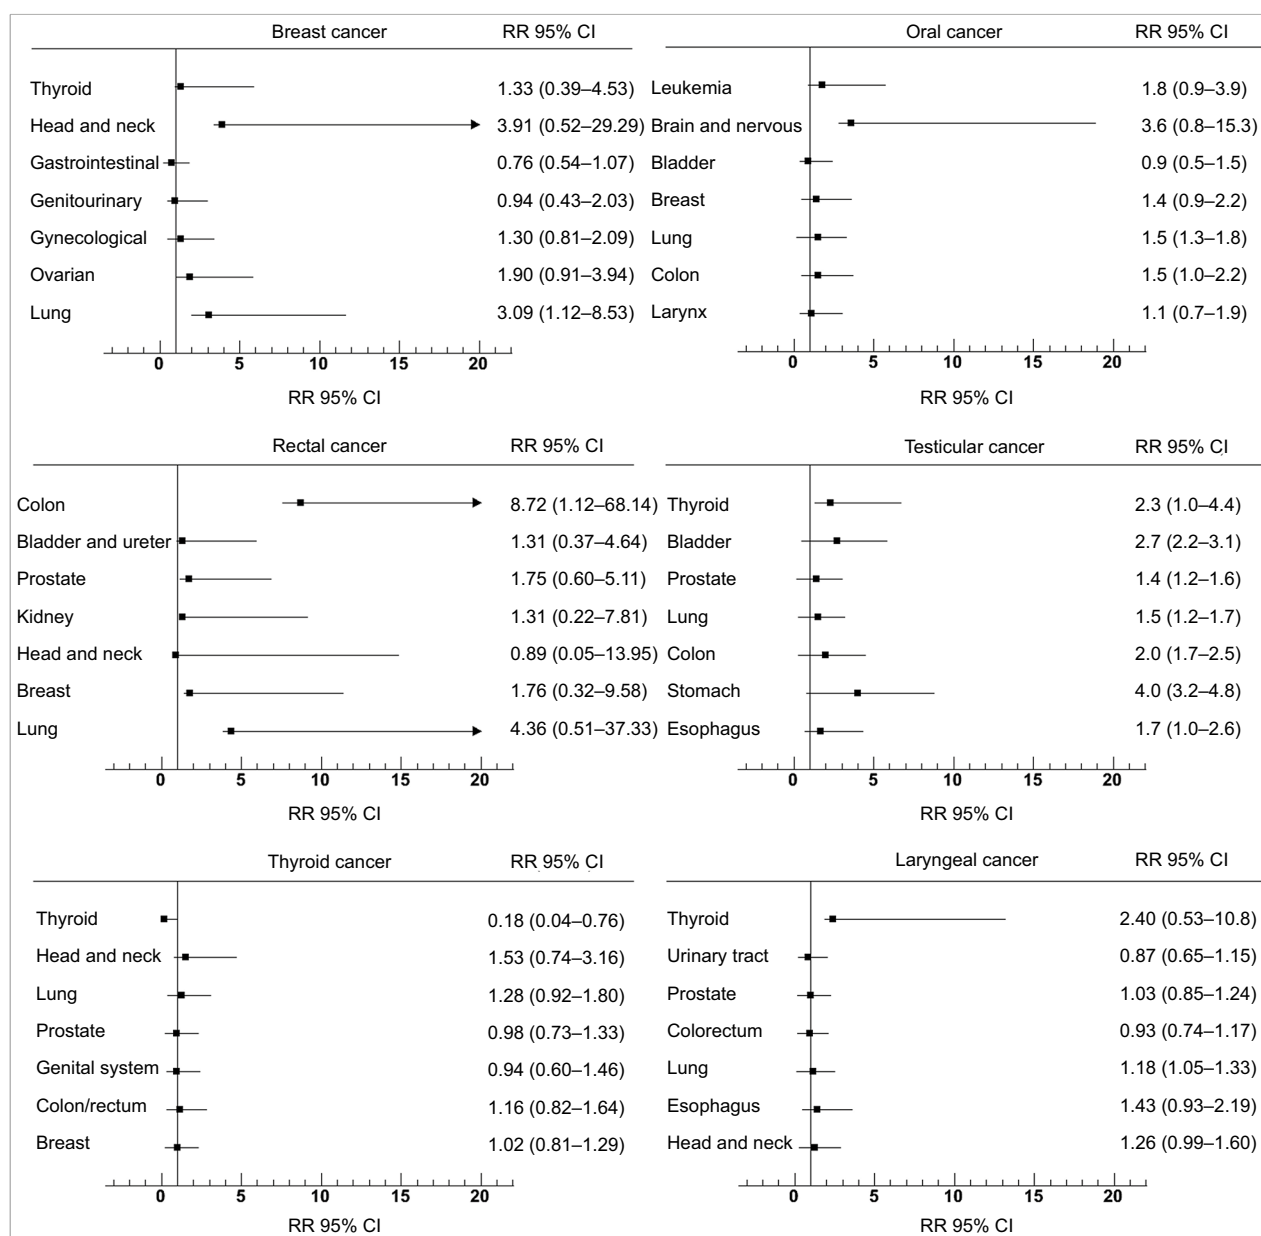 Breast cancer RR 95% CI
Thyroid 1.33 (0.39–4.53)
Head and neck 3.91 (0.52–29.29)
Gastrointestinal 0.76 (0.54–1.07)
Genitourinary 0.94 (0.43–2.03)
Gynecological 1.30 (0.81–2.09)
Ovarian 1.90 (0.91–3.94)
Lung 3.09 (1.12–8.53)
0 5 10 15 20
RR 95% CI
Oral cancer RR 95% CI
Leukemia 1.8 (0.9–3.9)
Brain and nervous 3.6 (0.8–15.3)
Bladder 0.9 (0.5–1.5)
Breast 1.4 (0.9–2.2)
Lung 1.5 (1.3–1.8)
Colon 1.5 (1.0–2.2)
Larynx 1.1 (0.7–1.9)
0 5 10 15 20
RR 95% CI
Rectal cancer RR 95% CI
Colon 8.72 (1.12–68.14)
Bladder and ureter 1.31 (0.37–4.64)
Prostate 1.75 (0.60–5.11)
Kidney 1.31 (0.22–7.81)
Head and neck 0.89 (0.05–13.95)
Breast 1.76 (0.32–9.58)
Lung 4.36 (0.51–37.33)
0 5 10 15 20
RR 95% CI
Testicular cancer RR 95% CI
Thyroid 2.3 (1.0–4.4)
Bladder 2.7 (2.2–3.1)
Prostate 1.4 (1.2–1.6)
Lung 1.5 (1.2–1.7)
Colon 2.0 (1.7–2.5)
Stomach 4.0 (3.2–4.8)
Esophagus 1.7 (1.0–2.6)
0 5 10 15 20
RR 95% CI
Thyroid cancer RR 95% CI
Thyroid 0.18 (0.04–0.76)
Head and neck 1.53 (0.74–3.16)
Lung 1.28 (0.92–1.80)
Prostate 0.98 (0.73–1.33)
Genital system 0.94 (0.60–1.46)
Colon/rectum 1.16 (0.82–1.64)
Breast 1.02 (0.81–1.29)
0 5 10 15 20
RR 95% CI
Laryngeal cancer RR 95% CI
Thyroid 2.40 (0.53–10.8)
Urinary tract 0.87 (0.65–1.15)
Prostate 1.03 (0.85–1.24)
Colorectum 0.93 (0.74–1.17)
Lung 1.18 (1.05–1.33)
Esophagus 1.43 (0.93–2.19)
Head and neck 1.26 (0.99–1.60)
0 5 10 15 20
RR 95% CI